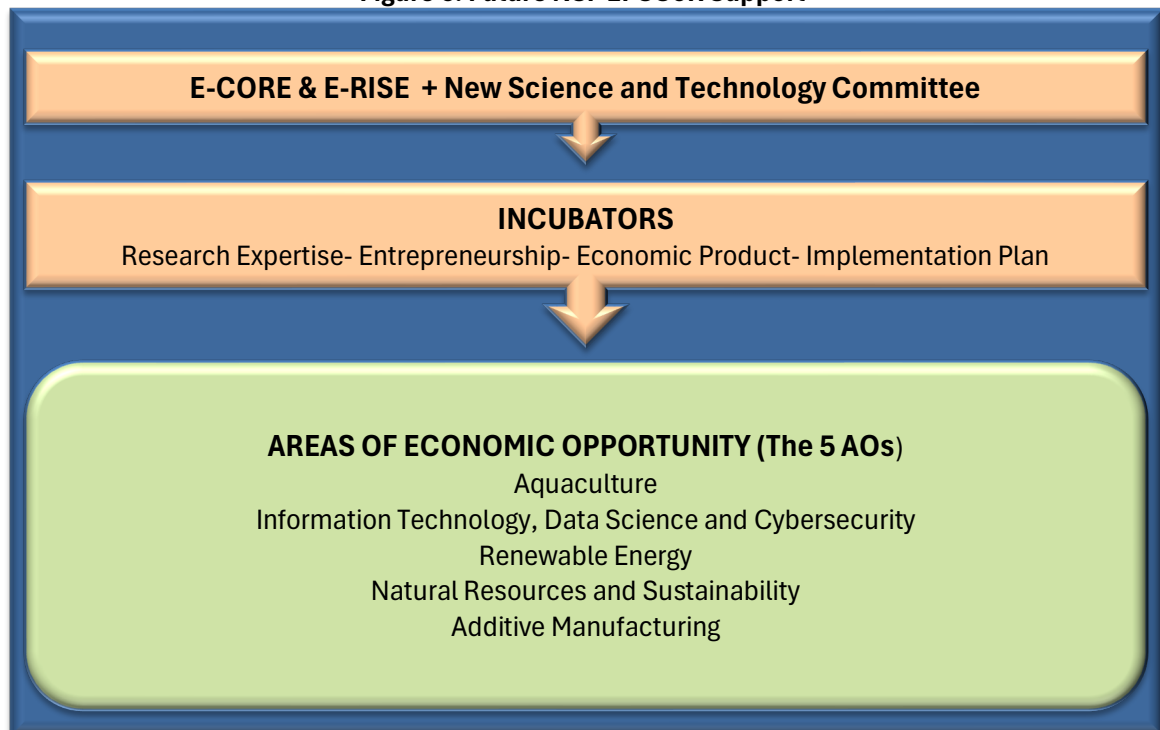 E-CORE & E-RISE + New Science and Technology Committee
INCUBATORS
Research Expertise- Entrepreneurship- Economic Product- Implementation Plan
AREAS OF ECONOMIC OPPORTUNITY (The 5 AOs)
Aquaculture
Information Technology, Data Science and Cybersecurity
Renewable Energy
Natural Resources and Sustainability
Additive Manufacturing